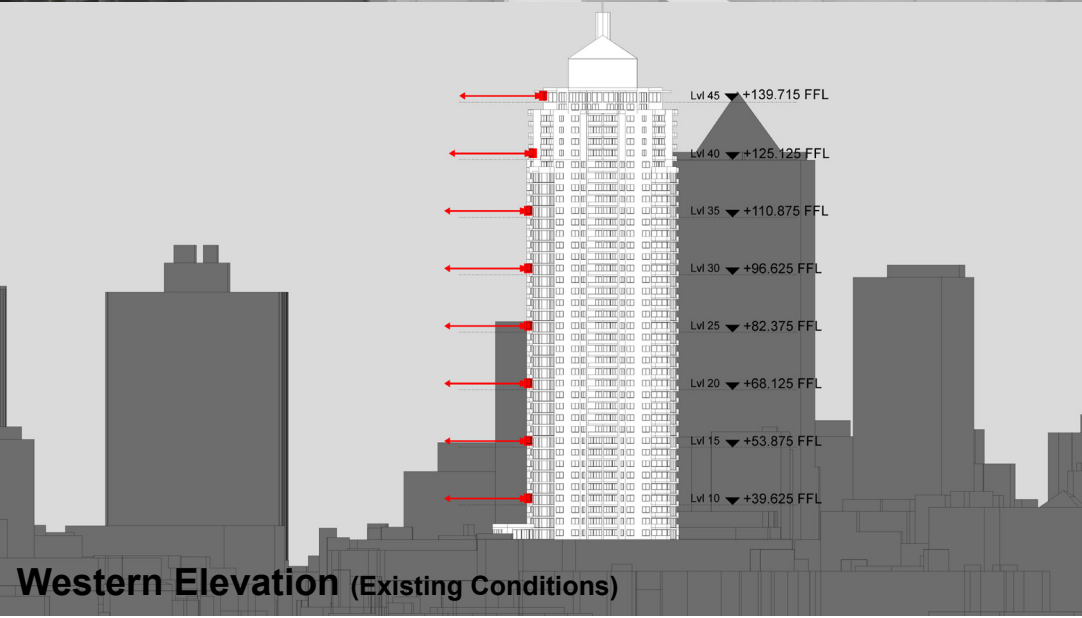 Lvl 45 +139.715 FFL
Lvl 40 +125.125 FFL
Lvl 35 +110.875 FFL
Lvl 30 +96.625 FFL
Lvl 25 +82.375 FFL
Lvl 20 +68.125 FFL
Lvl 15 +53.875 FFL
Lvl 10 +39.625 FFL
Western Elevation (Existing Conditions)